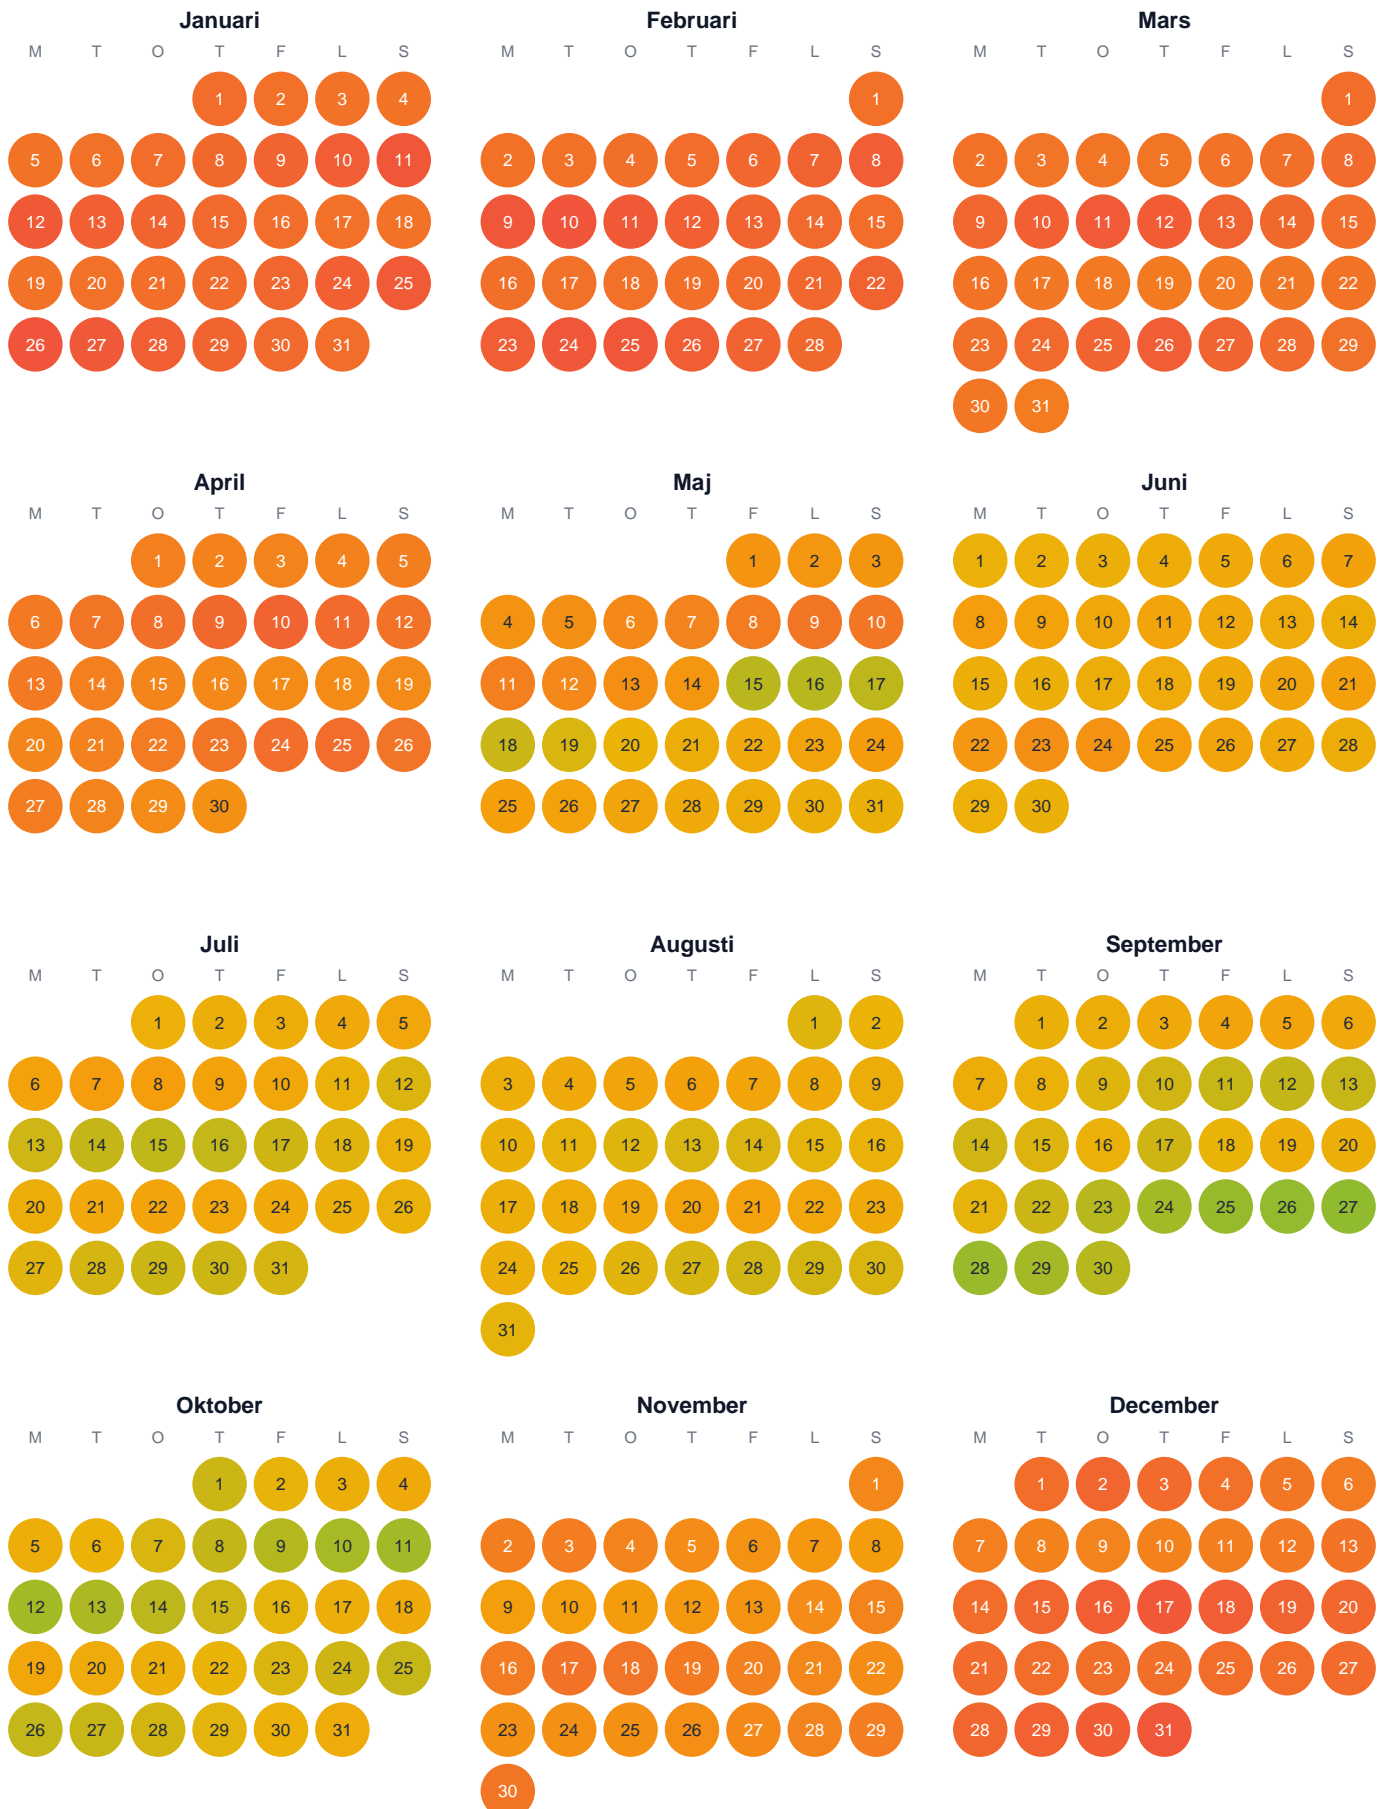 Januari Februari Mars
M T O T F L S M T O T F L S M T O T F L S
1 2 3 4 1 1
5 6 7 8 9 10 11 2 3 4 5 6 7 8 2 3 4 5 6 7 8
12 13 14 15 16 17 18 9 10 11 12 13 14 15 9 10 11 12 13 14 15
19 20 21 22 23 24 25 16 17 18 19 20 21 22 16 17 18 19 20 21 22
26 27 28 29 30 31 23 24 25 26 27 28 23 24 25 26 27 28 29
30 31
April Maj Juni
M T O T F L S M T O T F L S M T O T F L S
1 2 3 4 5 1 2 3 1 2 3 4 5 6 7
6 7 8 9 10 11 12 4 5 6 7 8 9 10 8 9 10 11 12 13 14
13 14 15 16 17 18 19 11 12 13 14 15 16 17 15 16 17 18 19 20 21
20 21 22 23 24 25 26 18 19 20 21 22 23 24 22 23 24 25 26 27 28
27 28 29 30 25 26 27 28 29 30 31 29 30
Juli Augusti September
M T O T F L S M T O T F L S M T O T F L S
1 2 3 4 5 1 2 1 2 3 4 5 6
6 7 8 9 10 11 12 3 4 5 6 7 8 9 7 8 9 10 11 12 13
13 14 15 16 17 18 19 10 11 12 13 14 15 16 14 15 16 17 18 19 20
20 21 22 23 24 25 26 17 18 19 20 21 22 23 21 22 23 24 25 26 27
27 28 29 30 31 24 25 26 27 28 29 30 28 29 30
31
Oktober November December
M T O T F L S M T O T F L S M T O T F L S
1 2 3 4 1 1 2 3 4 5 6
5 6 7 8 9 10 11 2 3 4 5 6 7 8 7 8 9 10 11 12 13
12 13 14 15 16 17 18 9 10 11 12 13 14 15 14 15 16 17 18 19 20
19 20 21 22 23 24 25 16 17 18 19 20 21 22 21 22 23 24 25 26 27
26 27 28 29 30 31 23 24 25 26 27 28 29 28 29 30 31
30